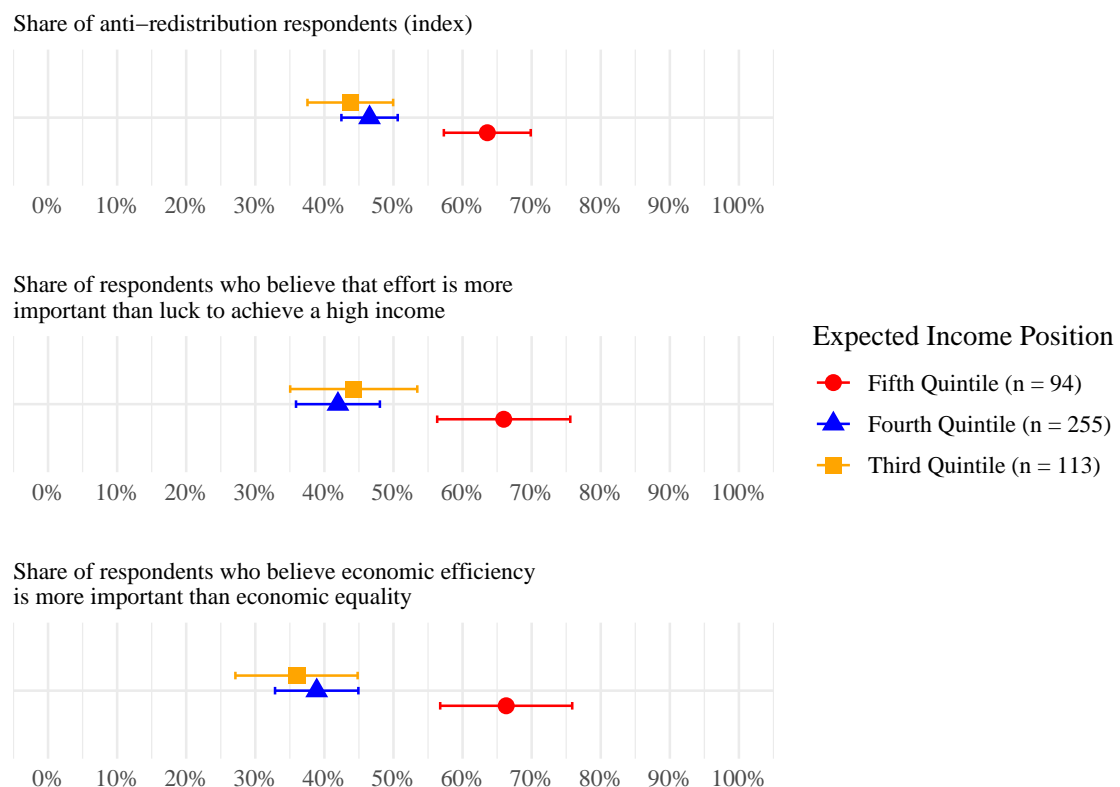 Share of anti−redistribution respondents (index)
0% 10% 20% 30% 40% 50% 60% 70% 80% 90% 100%
Share of respondents who believe that effort is more
important than luck to achieve a high income
0% 10% 20% 30% 40% 50% 60% 70% 80% 90% 100%
Share of respondents who believe economic efficiency
is more important than economic equality
0% 10% 20% 30% 40% 50% 60% 70% 80% 90% 100%
Expected Income Position
Fifth Quintile (n = 94)
Fourth Quintile (n = 255)
Third Quintile (n = 113)